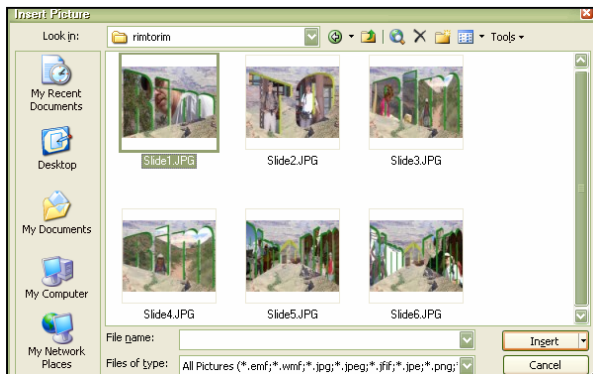 Insert Picture
Look in: rimtorim Tools
My Recent Documents
Desktop
My Documents
My Computer
My Network Places
Slide1.JPG Slide2.JPG Slide3.JPG
Slide4.JPG Slide5.JPG Slide6.JPG
File name: Insert
Files of type: All Pictures (*.emf;*.wmf;*.jpg;*.jpeg;*.jfif;*.jpe;*.png; Cancel